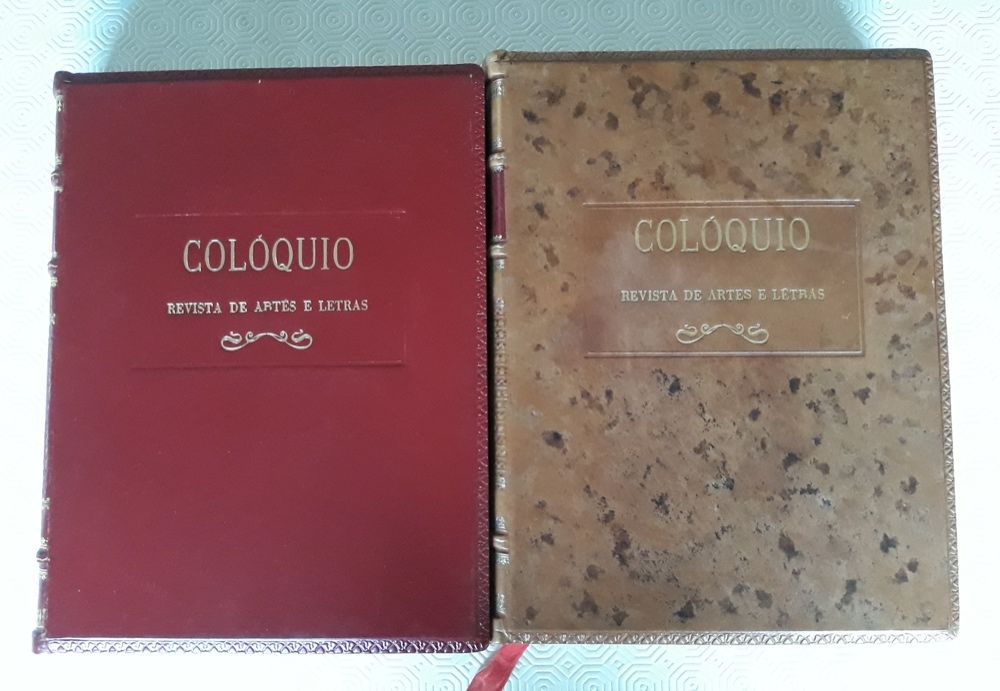 COLÓQUIO
REVISTA DE ARTES E LETRAS
COLÓQUIO
REVISTA DE ARTES E LETRAS